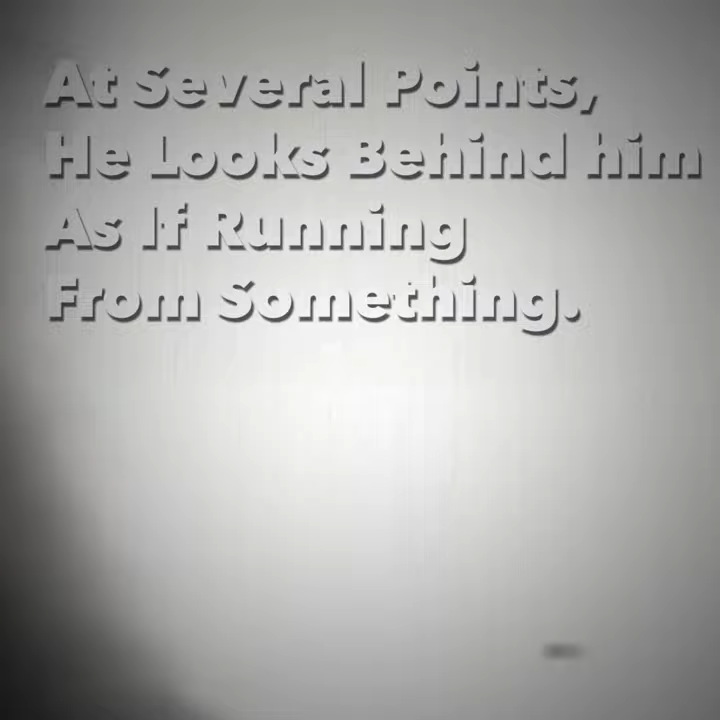 At Several Points,
He Looks Behind him
As If Running
From Something.